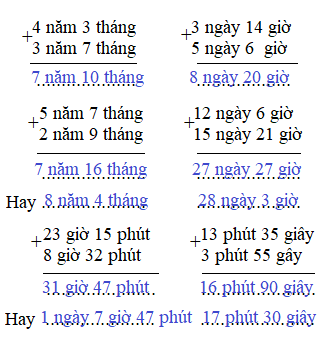 + 4 năm 3 tháng
3 năm 7 tháng
7 năm 10 tháng
+ 3 ngày 14 giờ
5 ngày 6 giờ
8 ngày 20 giờ
+ 5 năm 7 tháng
2 năm 9 tháng
7 năm 16 tháng
Hay 8 năm 4 tháng
+ 12 ngày 6 giờ
15 ngày 21 giờ
27 ngày 27 giờ
28 ngày 3 giờ
+ 23 giờ 15 phút
8 giờ 32 phút
31 giờ 47 phút
Hay 1 ngày 7 giờ 47 phút
+ 13 phút 35 giây
3 phút 55 gây
16 phút 90 giây
17 phút 30 giây